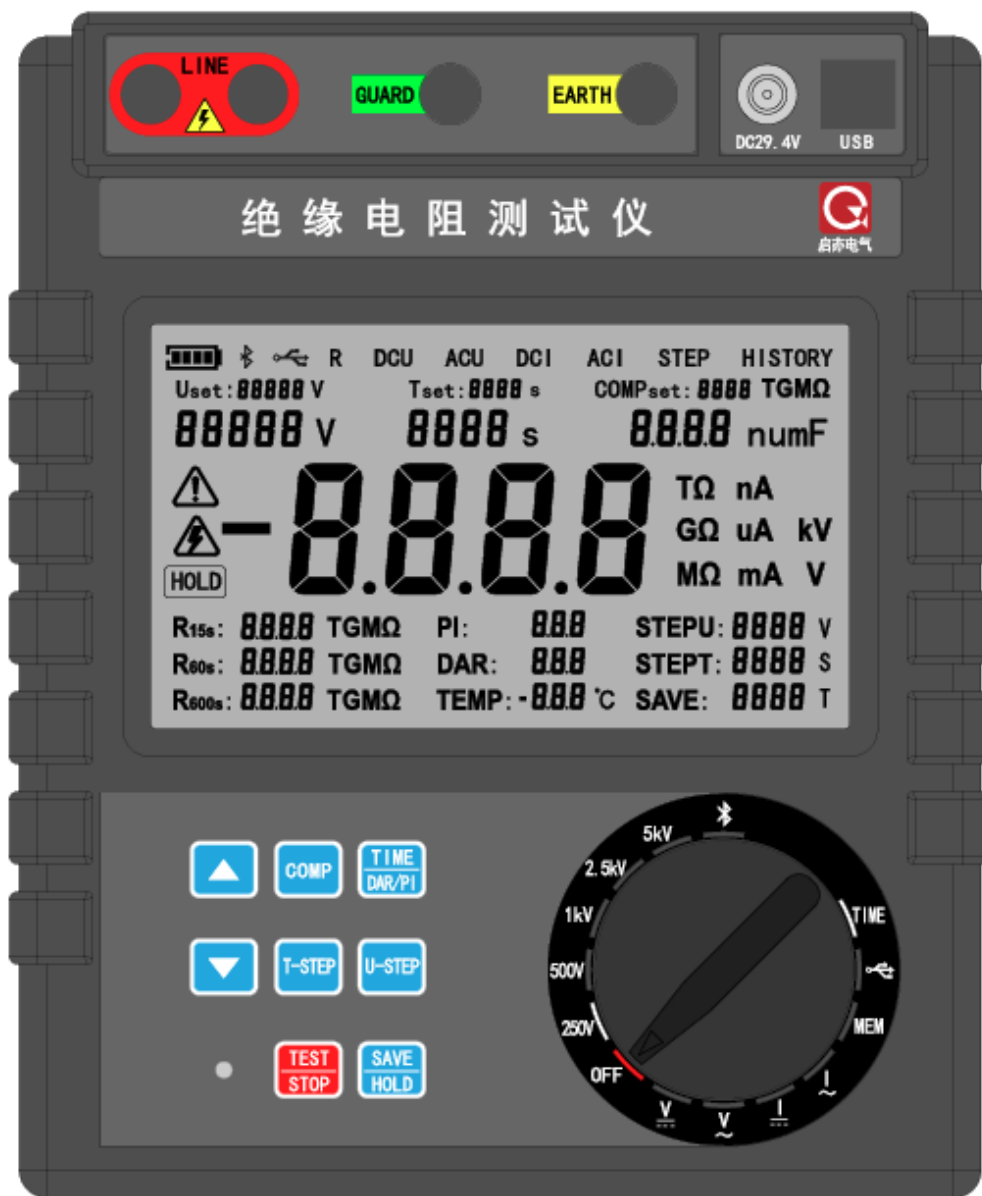 LINE
GUARD
EARTH
DC29.4V USB
绝缘电阻测试仪
启亦电气
R DCU ACU DCI ACI STEP HISTORY
Uset:88888 V Tset:8888 s COMPset:8888 TGMΩ
88888 V 8888 s 8.8.8.8 numF
-8.8.8.8
TΩ nA
GΩ uA kV
MΩ mA V
HOLD
R15s: 8.8.8.8 TGMΩ PI: 8.8.8 STEPU:8888 V
R60s: 8.8.8.8 TGMΩ DAR: 8.8.8 STEPT:8888 S
R600s: 8.8.8.8 TGMΩ TEMP:-8.8.8 ℃ SAVE: 8888 T
COMP
TIME
DAR/PI
T-STEP
U-STEP
TEST
STOP
SAVE
HOLD
5kV
2.5kV
1kV
500V
250V
OFF
V
V
I
I
MEM
TIME